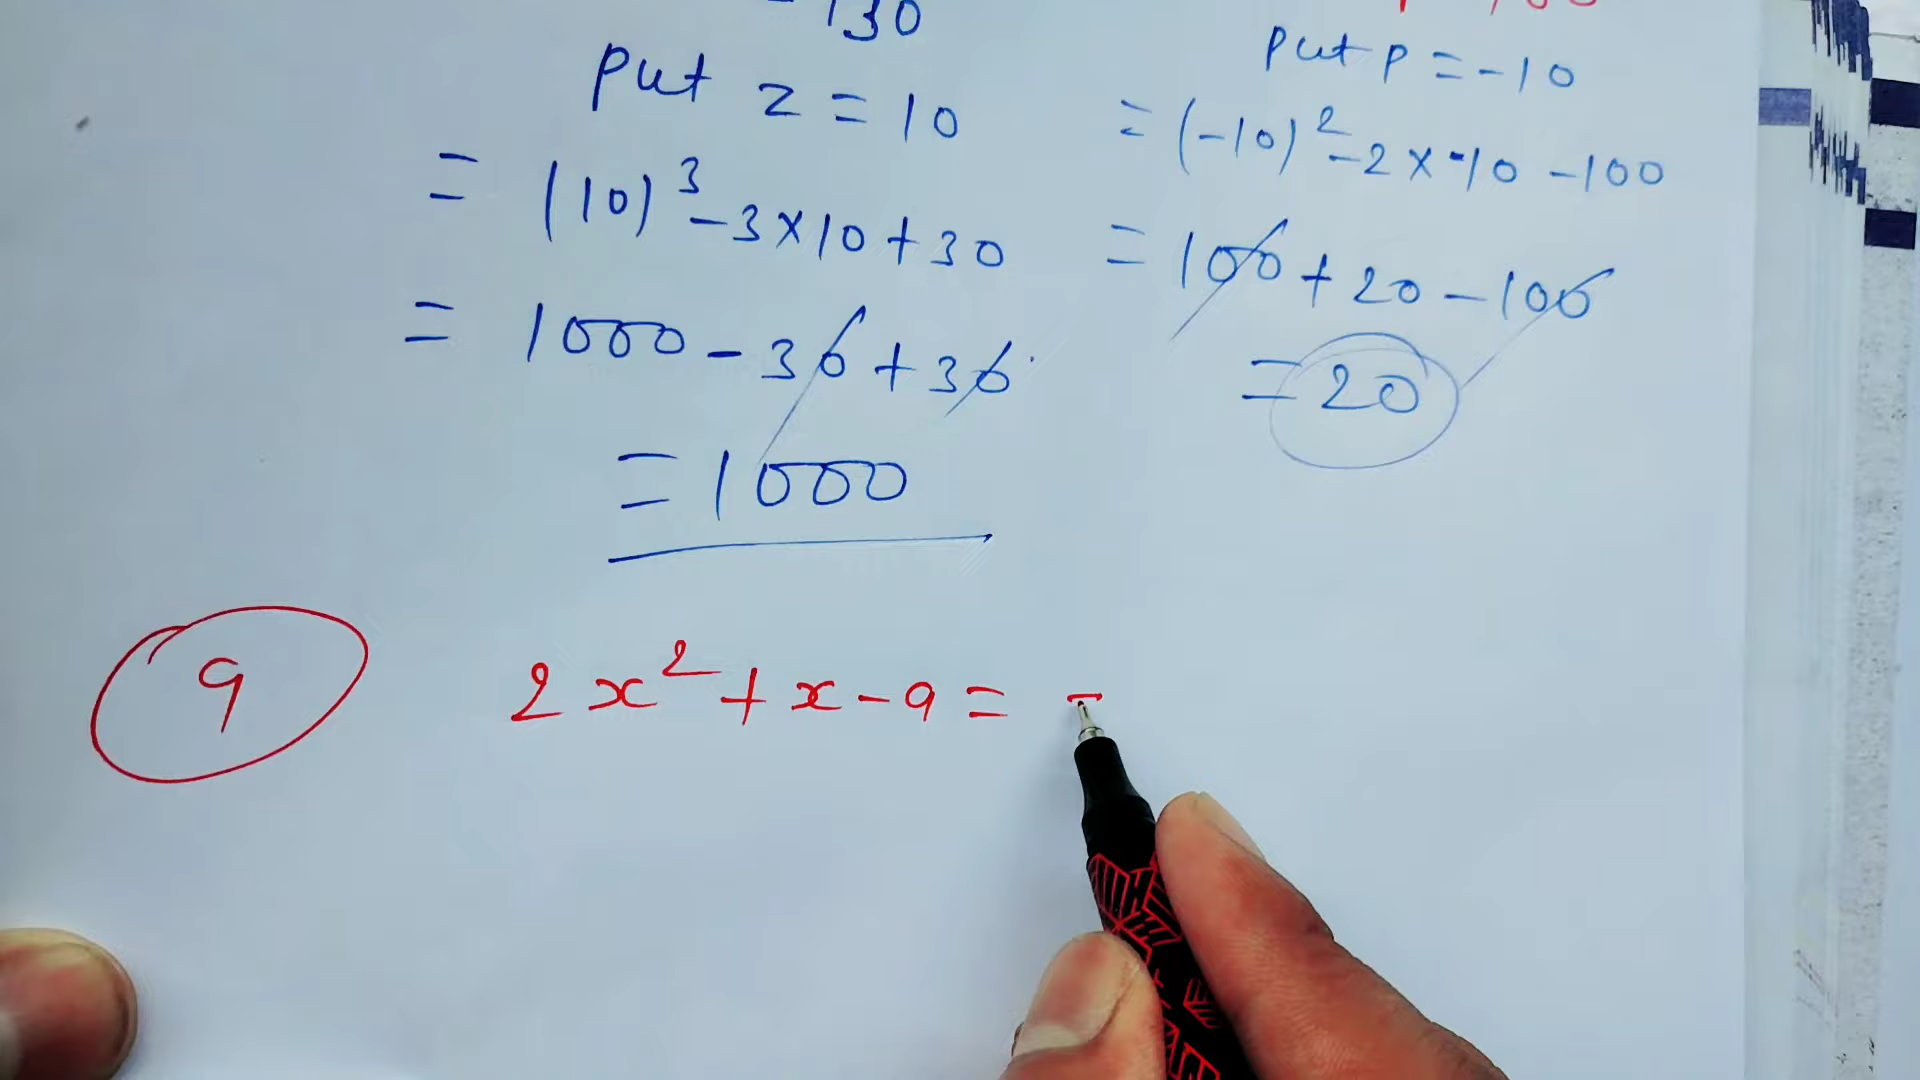 - 130
put z = 10
= (10)³ - 3 × 10 + 30
= 1000 - 30 + 30
= 1000
put p = -10
= (-10)² - 2 × -10 - 100
= 100 + 20 - 100
= 20
9
2x² + x - a =